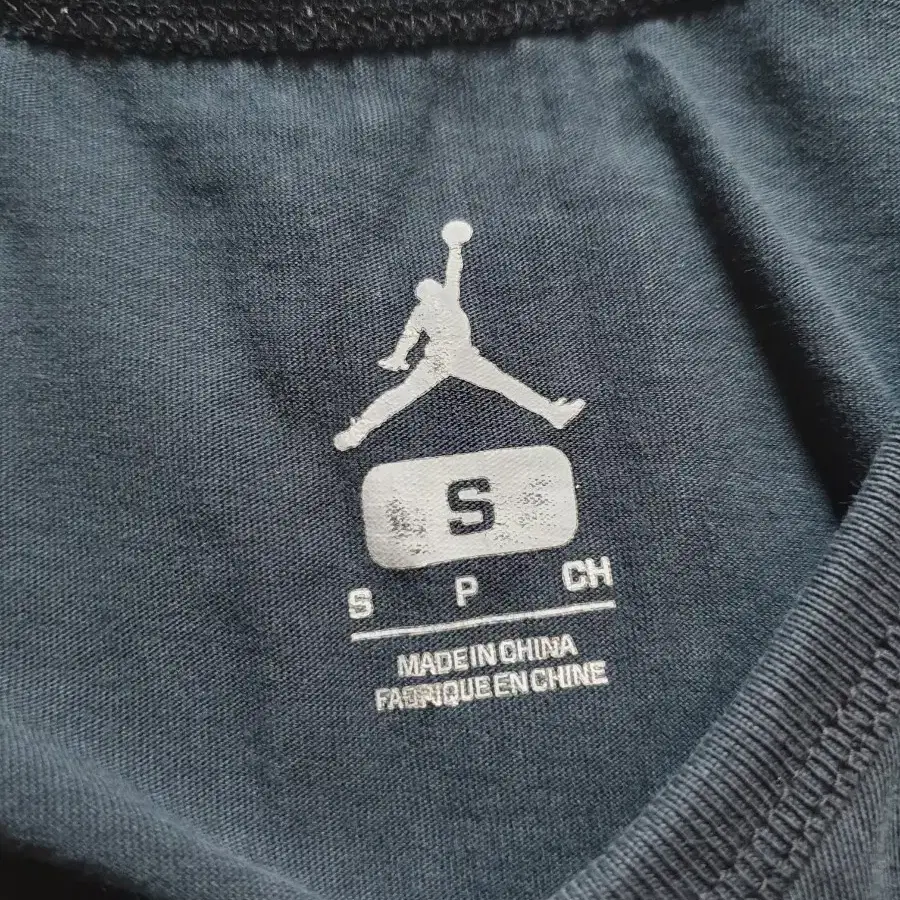 S
S P CH
MADE IN CHINA
FABRIQUE EN CHINE